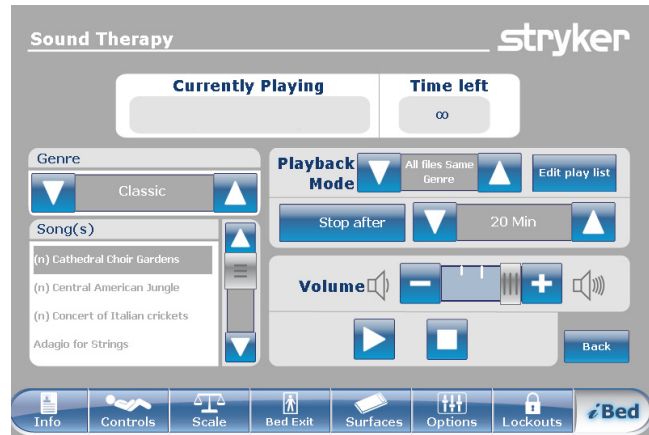 Sound Therapy
stryker
Currently Playing
Time left
∞
Genre
Classic
Song(s)
(n) Cathedral Choir Gardens
(n) Central American Jungle
(n) Concert of Italian crickets
Adagio for Strings
Playback
Mode
All files Same
Genre
Edit play list
Stop after
20 Min
Volume
Back
Info
Controls
Scale
Bed Exit
Surfaces
Options
Lockouts
iBed